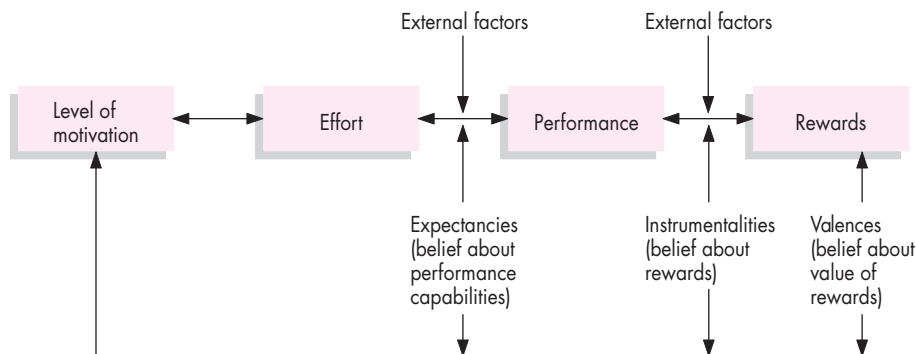 External factors
External factors
Level of
motivation
Effort
Performance
Rewards
Expectancies
(belief about
performance
capabilities)
Instrumentalities
(belief about
rewards)
Valences
(belief about
value of
rewards)